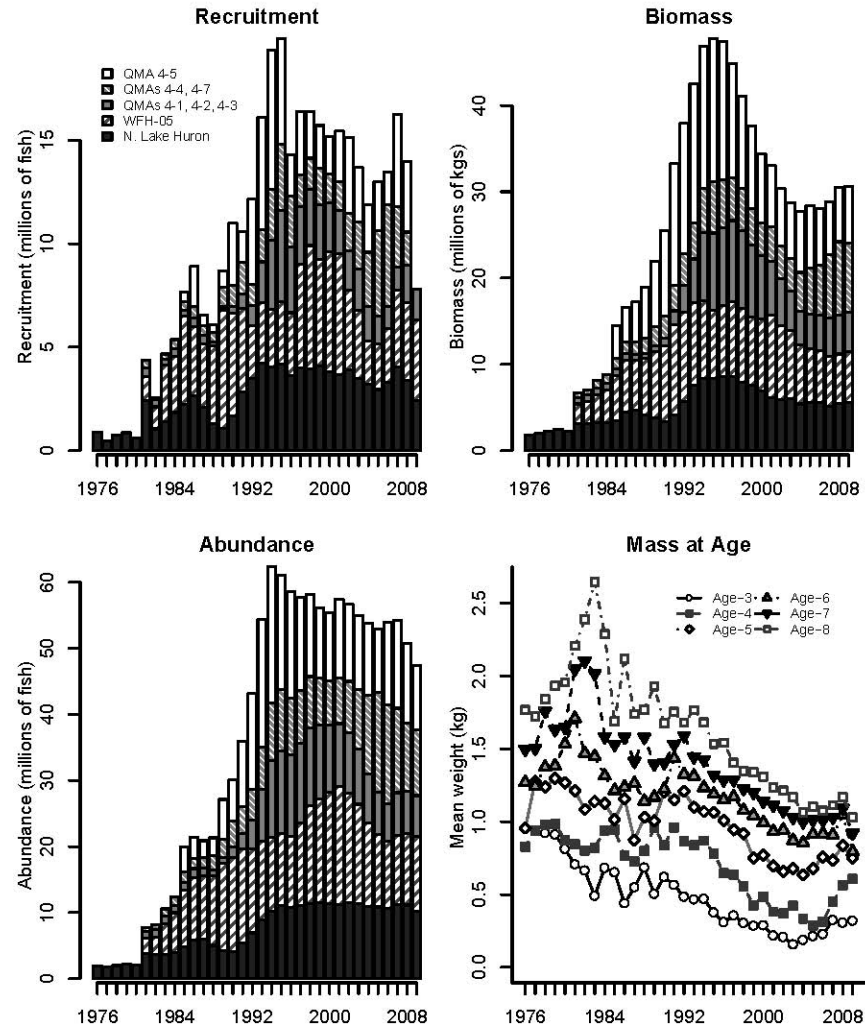 Recruitment
QMA 4-5
QMAs 4-4, 4-7
QMAs 4-1, 4-2, 4-3
WFH-05
N. Lake Huron
Recruitment (millions of fish)
15
10
5
0
1976 1984 1992 2000 2008
Biomass
Biomass (millions of kgs)
40
30
20
10
0
1976 1984 1992 2000 2008
Abundance
Abundance (millions of fish)
60
50
40
30
20
10
0
1976 1984 1992 2000 2008
Mass at Age
Age-3 Age-6
Age-4 Age-7
Age-5 Age-8
Mean weight (kg)
2.5
2.0
1.5
1.0
0.5
0.0
1976 1984 1992 2000 2008